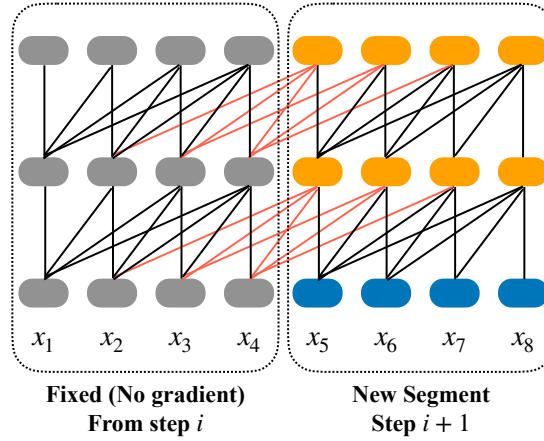 x₁ x₂ x₃ x₄ x₅ x₆ x₇ x₈
Fixed (No gradient) New Segment
From step i Step i + 1